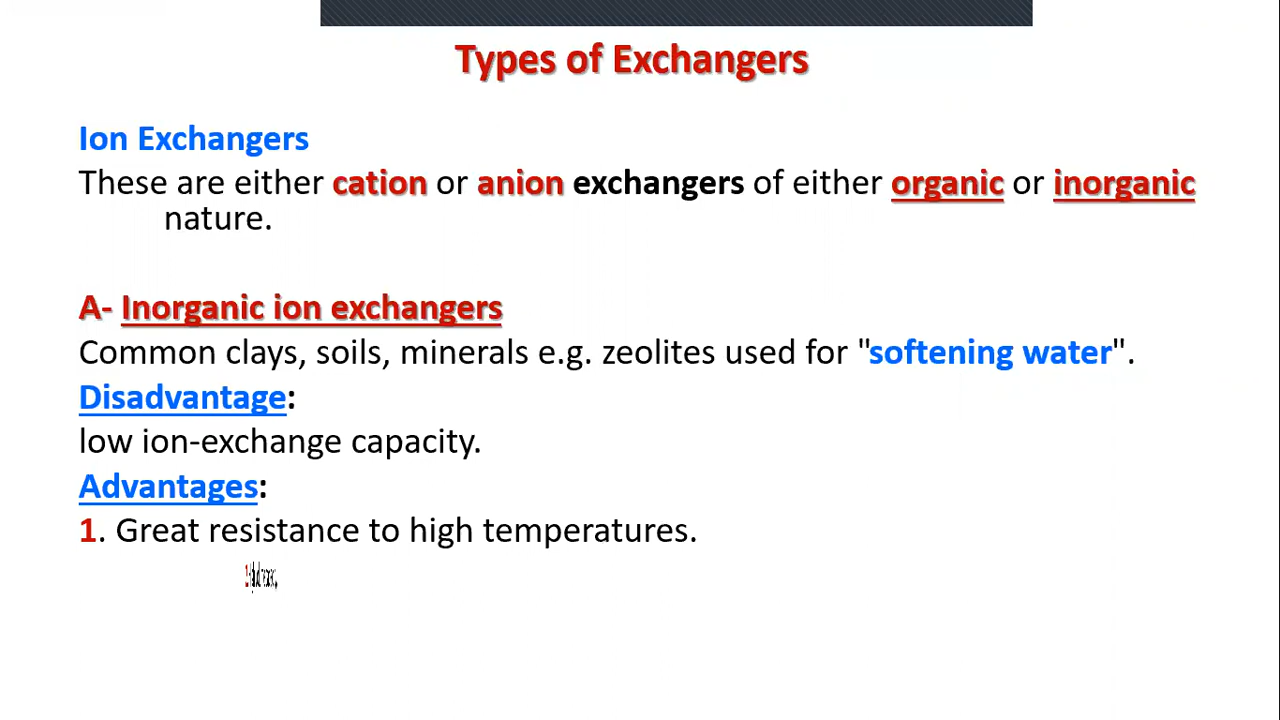 Types of Exchangers
Ion Exchangers
These are either cation or anion exchangers of either organic or inorganic
nature.
A- Inorganic ion exchangers
Common clays, soils, minerals e.g. zeolites used for "softening water".
Disadvantage:
low ion-exchange capacity.
Advantages:
1. Great resistance to high temperatures.